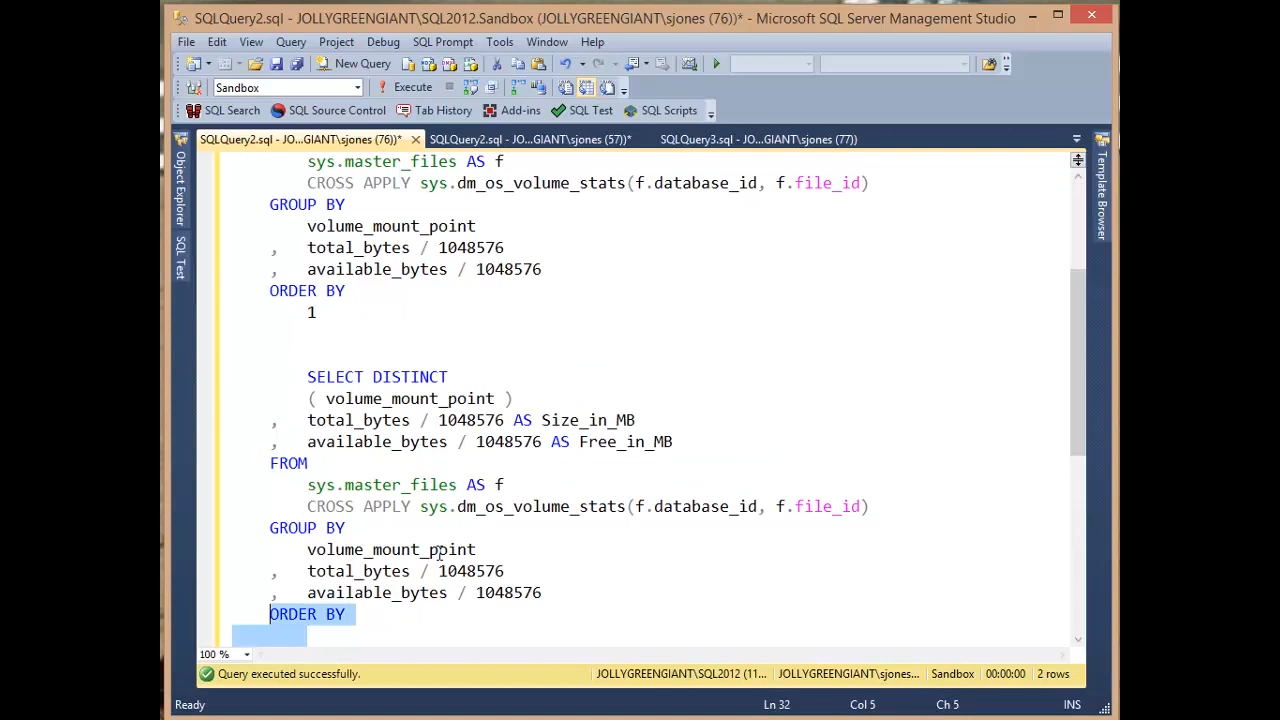 SQLQuery2.sql - JOLLYGREENGIANT\SQL2012.Sandbox (JOLLYGREENGIANT\sjones (76))* - Microsoft SQL Server Management Studio
File Edit View Query Project Debug SQL Prompt Tools Window Help
New Query
Sandbox Execute
SQL Search SQL Source Control Tab History Add-ins SQL Test SQL Scripts
SQLQuery2.sql - JO...GIANT\sjones (76))* SQLQuery2.sql - JO...GIANT\sjones (57))* SQLQuery3.sql - JO...GIANT\sjones (77))
Object Explorer
SQL Test
Template Browser
sys.master_files AS f
CROSS APPLY sys.dm_os_volume_stats(f.database_id, f.file_id)
GROUP BY
volume_mount_point
, total_bytes / 1048576
, available_bytes / 1048576
ORDER BY
1
SELECT DISTINCT
( volume_mount_point )
, total_bytes / 1048576 AS Size_in_MB
, available_bytes / 1048576 AS Free_in_MB
FROM
sys.master_files AS f
CROSS APPLY sys.dm_os_volume_stats(f.database_id, f.file_id)
GROUP BY
volume_mount_point
, total_bytes / 1048576
, available_bytes / 1048576
ORDER BY
100 %
Query executed successfully. JOLLYGREENGIANT\SQL2012 (11... JOLLYGREENGIANT\sjones... Sandbox 00:00:00 2 rows
Ready Ln 32 Col 5 Ch 5 INS